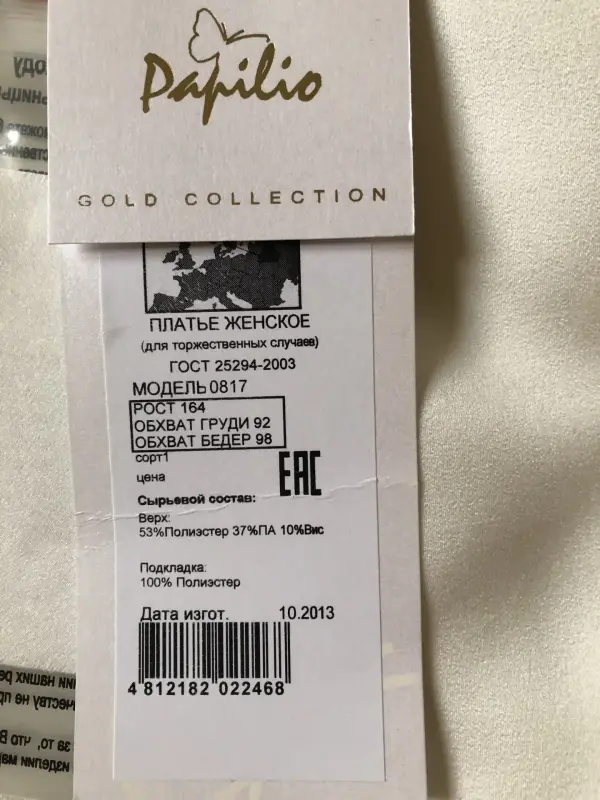 Papilio
GOLD COLLECTION
ПЛАТЬЕ ЖЕНСКОЕ
(для торжественных случаев)
ГОСТ 25294-2003
МОДЕЛЬ 0817
РОСТ 164
ОБХВАТ ГРУДИ 92
ОБХВАТ БЕДЕР 98
сорт1
цена
EAC
Сырьевой состав:
Верх:
53%Полиэстер 37%ПА 10%Вис
Подкладка:
100% Полиэстер
Дата изгот. 10.2013
4 812182 022468